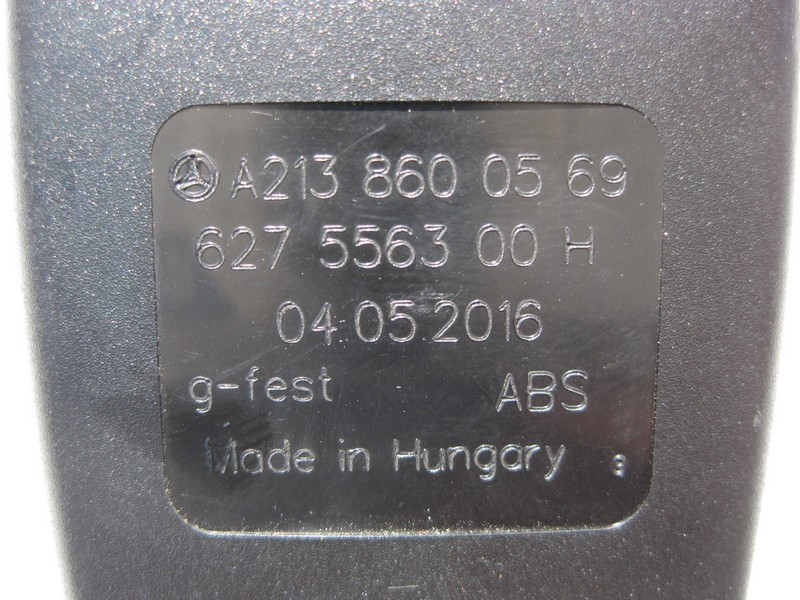 A213 860 05 69
627 5563 00 H
04 05 2016
g-fest ABS
Made in Hungary